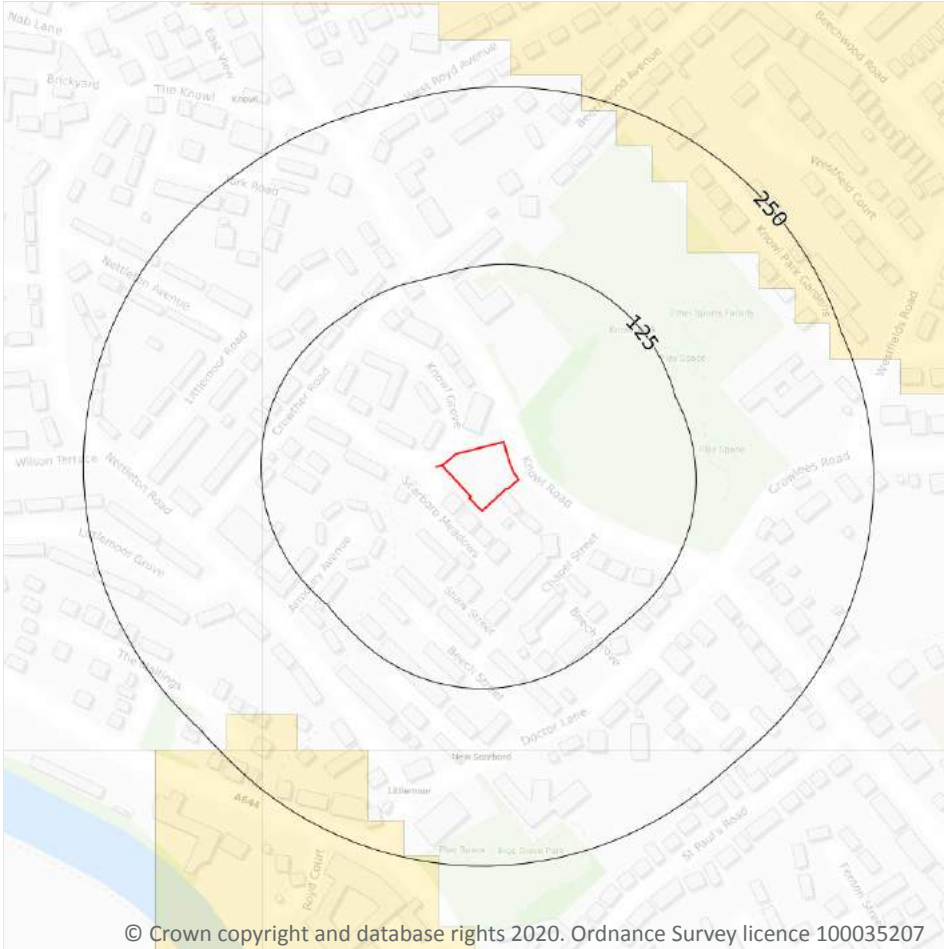 Nab Lane
East View
Beechwood Road
West Royd Avenue
Brickyard
The Knowl
Knowl
York Road
Westfield Court
250
Knowl Park Gardens
Nettleton Avenue
Other Sports Facility
125
Play Space
Westfields Road
Littlemoor Road
Knowl Grove
Crowther Road
Play Space
Wilson Terrace
Nettleton Road
Crowlees Road
Knowl Road
Scarboro Meadows
Littlemoor Grove
Chapel Street
Shaw Street
Beech Grove
The Maltings
Beech Street
Doctor Lane
New Scarboro
Littlemoor
A644
St Paul's Road
Play Space
Royd Court
© Crown copyright and database rights 2020. Ordnance Survey licence 100035207